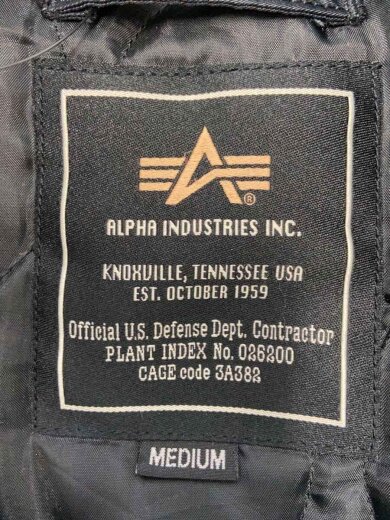 ®
ALPHA INDUSTRIES INC.
KNOXVILLE, TENNESSEE USA
EST. OCTOBER 1959
Official U.S. Defense Dept. Contractor
PLANT INDEX No. 026200
CAGE code 3A382
MEDIUM